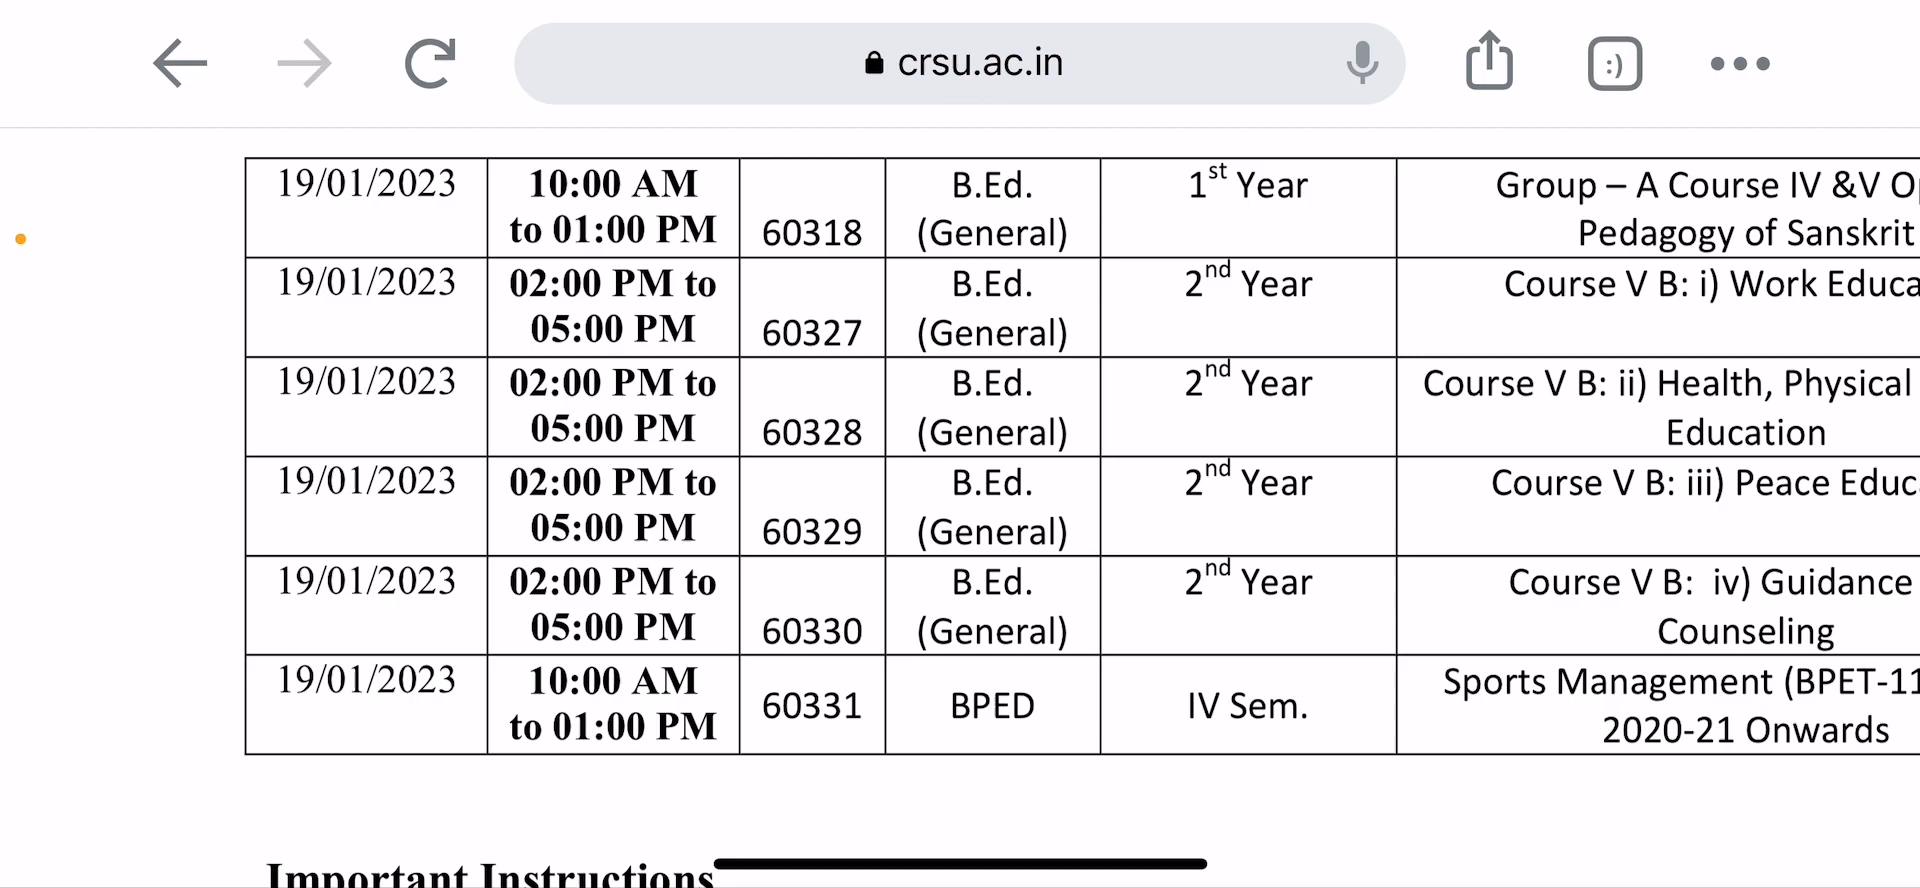 crsu.ac.in
:)
19/01/2023 10:00 AM 60318 B.Ed. 1st Year Group – A Course IV &V
to 01:00 PM (General) Pedagogy of Sanskrit
19/01/2023 02:00 PM to 60327 B.Ed. 2nd Year Course V B: i) Work
05:00 PM (General)
19/01/2023 02:00 PM to 60328 B.Ed. 2nd Year Course V B: ii) Health, Physical
05:00 PM (General) Education
19/01/2023 02:00 PM to 60329 B.Ed. 2nd Year Course V B: iii) Peace
05:00 PM (General)
19/01/2023 02:00 PM to 60330 B.Ed. 2nd Year Course V B: iv) Guidance
05:00 PM (General) Counseling
19/01/2023 10:00 AM 60331 BPED IV Sem. Sports Management (BPET-11
to 01:00 PM 2020-21 Onwards
Important Instructions